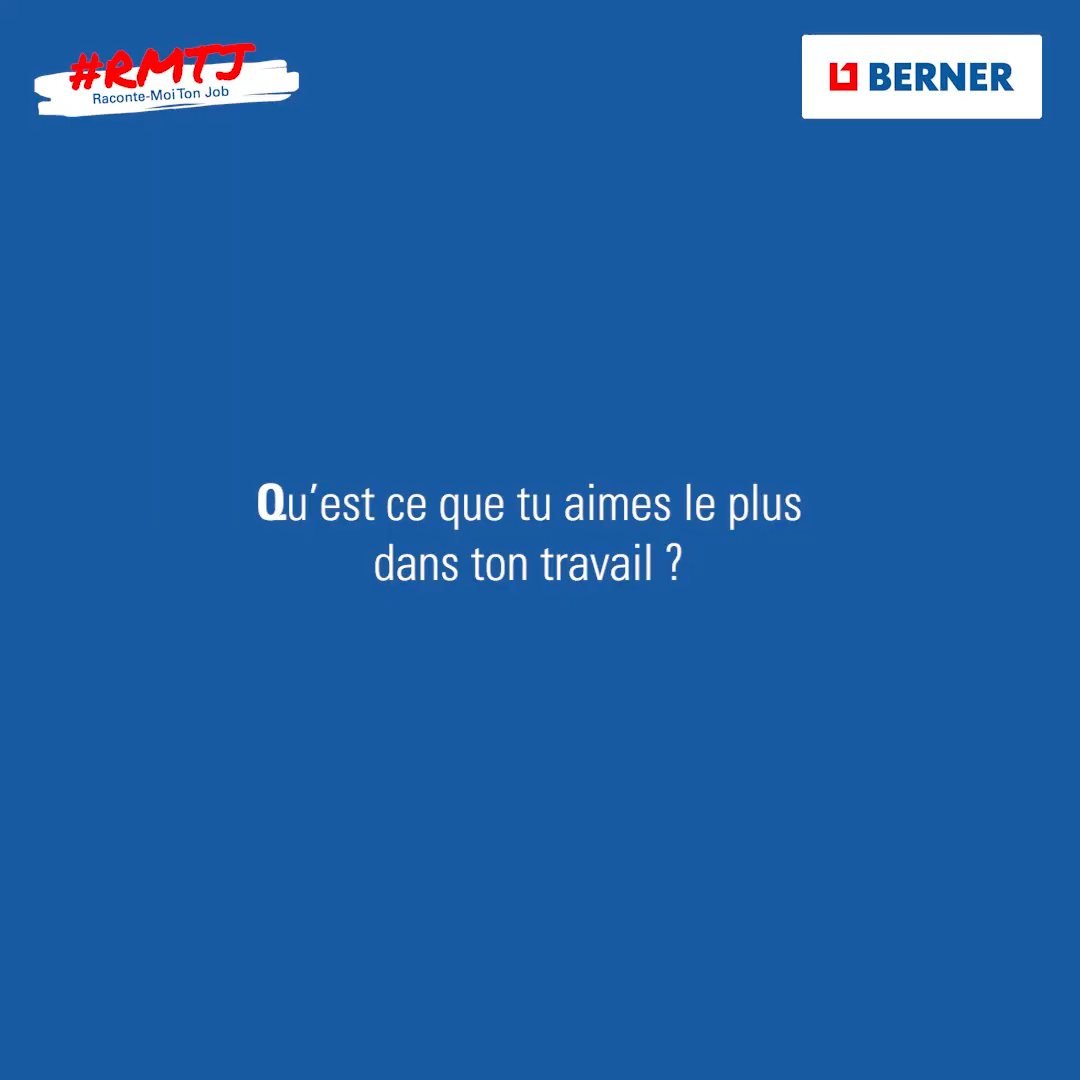 #RMTJ
Raconte-Moi Ton Job
BERNER
Qu’est ce que tu aimes le plus
dans ton travail ?